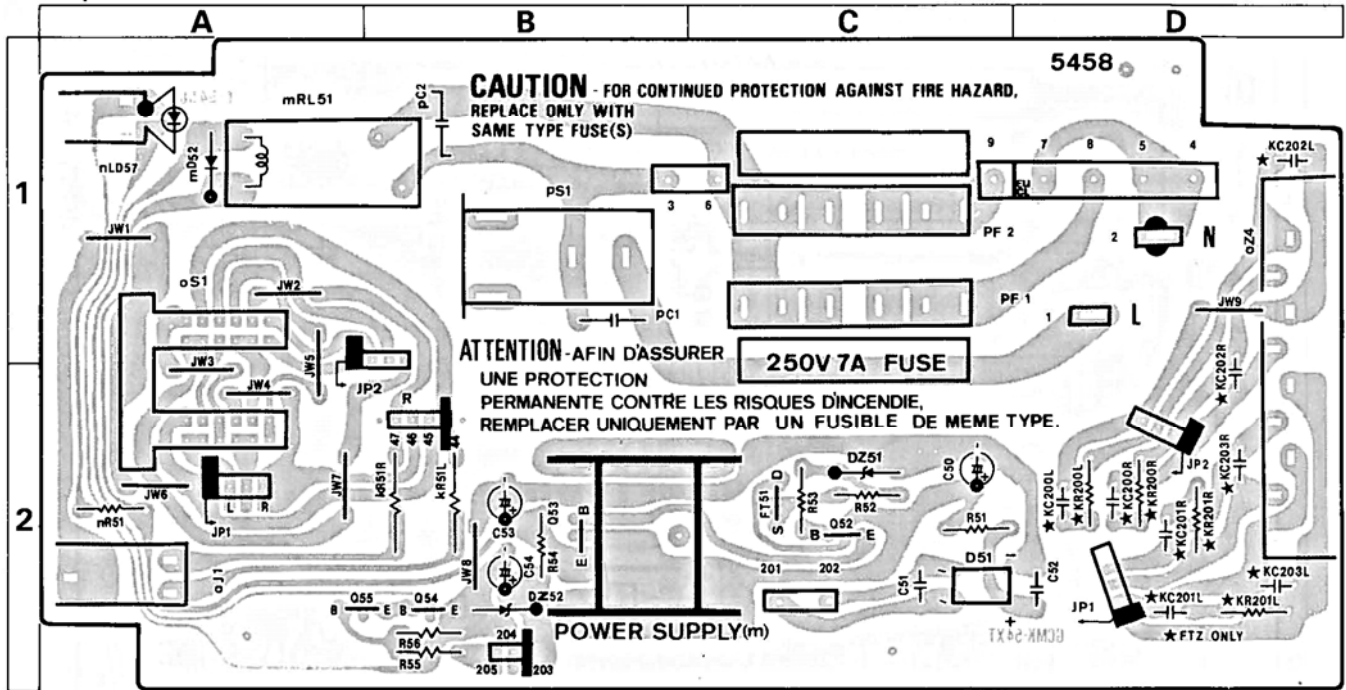 A B C D
5458
CAUTION - FOR CONTINUED PROTECTION AGAINST FIRE HAZARD,
REPLACE ONLY WITH
SAME TYPE FUSE(S)
mRL51
PC2
nLD57
mD52
KC202L
9 7 8 5 4
1
PS1
3 6
PF 2
2 N
oZ4
JW1
oS1
JW2
PF 1
1 L
JW9
PC1
JW3
JW5
JW4
JP2
ATTENTION - AFIN D'ASSURER
UNE PROTECTION
PERMANENTE CONTRE LES RISQUES D'INCENDIE,
REMPLACER UNIQUEMENT PAR UN FUSIBLE DE MEME TYPE.
250V 7A FUSE
KC202R
R
47 46 45 44
JP2
KC203R
JW6
L R
JP1
JW7
kR51R
kR51L
DZ51
C50
FT51
D
S
R53
R52
R51
B Q52 E
★KC200L
★KR200L
★KC200R
★KR200R
★KC201R
★KR201R
2
nR51
C53
Q53
B
E
R54
C54
JW8
DZ52
201 202
C51
D51
C52
oJ1
B Q55 E B Q54 E
R56
R55
204
205 203
POWER SUPPLY(m)
GCMK-54XT
JP1
★KC201L
★KR201L
★KC203L
★FTZ ONLY